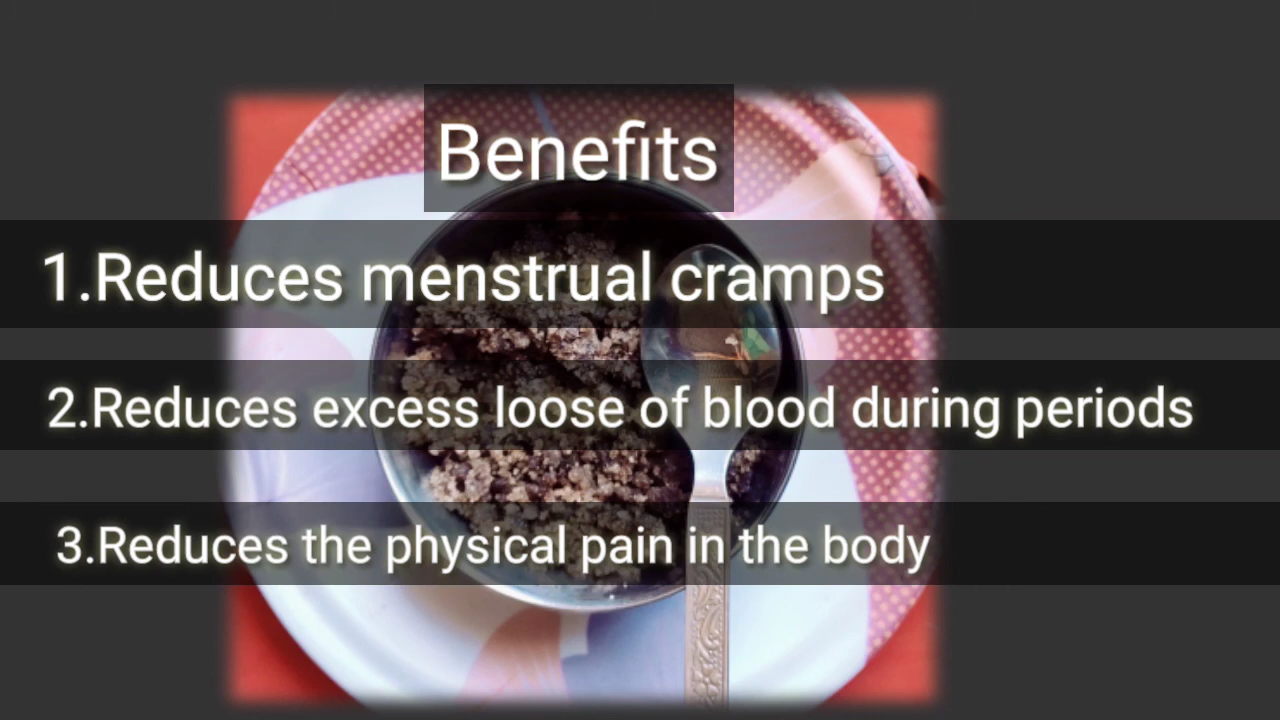 Benefits
1.Reduces menstrual cramps
2.Reduces excess loose of blood during periods
3.Reduces the physical pain in the body